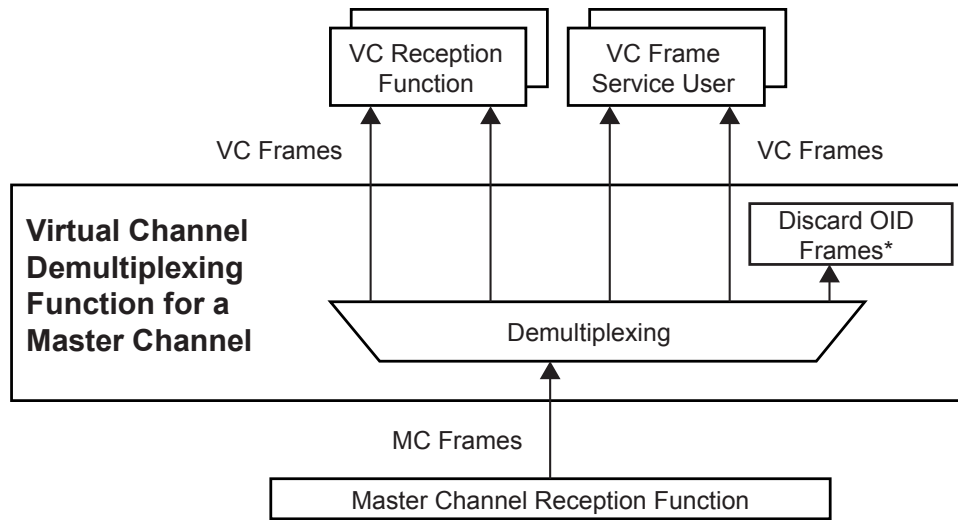 VC Reception
Function
VC Frame
Service User
VC Frames
VC Frames
Virtual Channel
Demultiplexing
Function for a
Master Channel
Discard OID
Frames*
Demultiplexing
MC Frames
Master Channel Reception Function